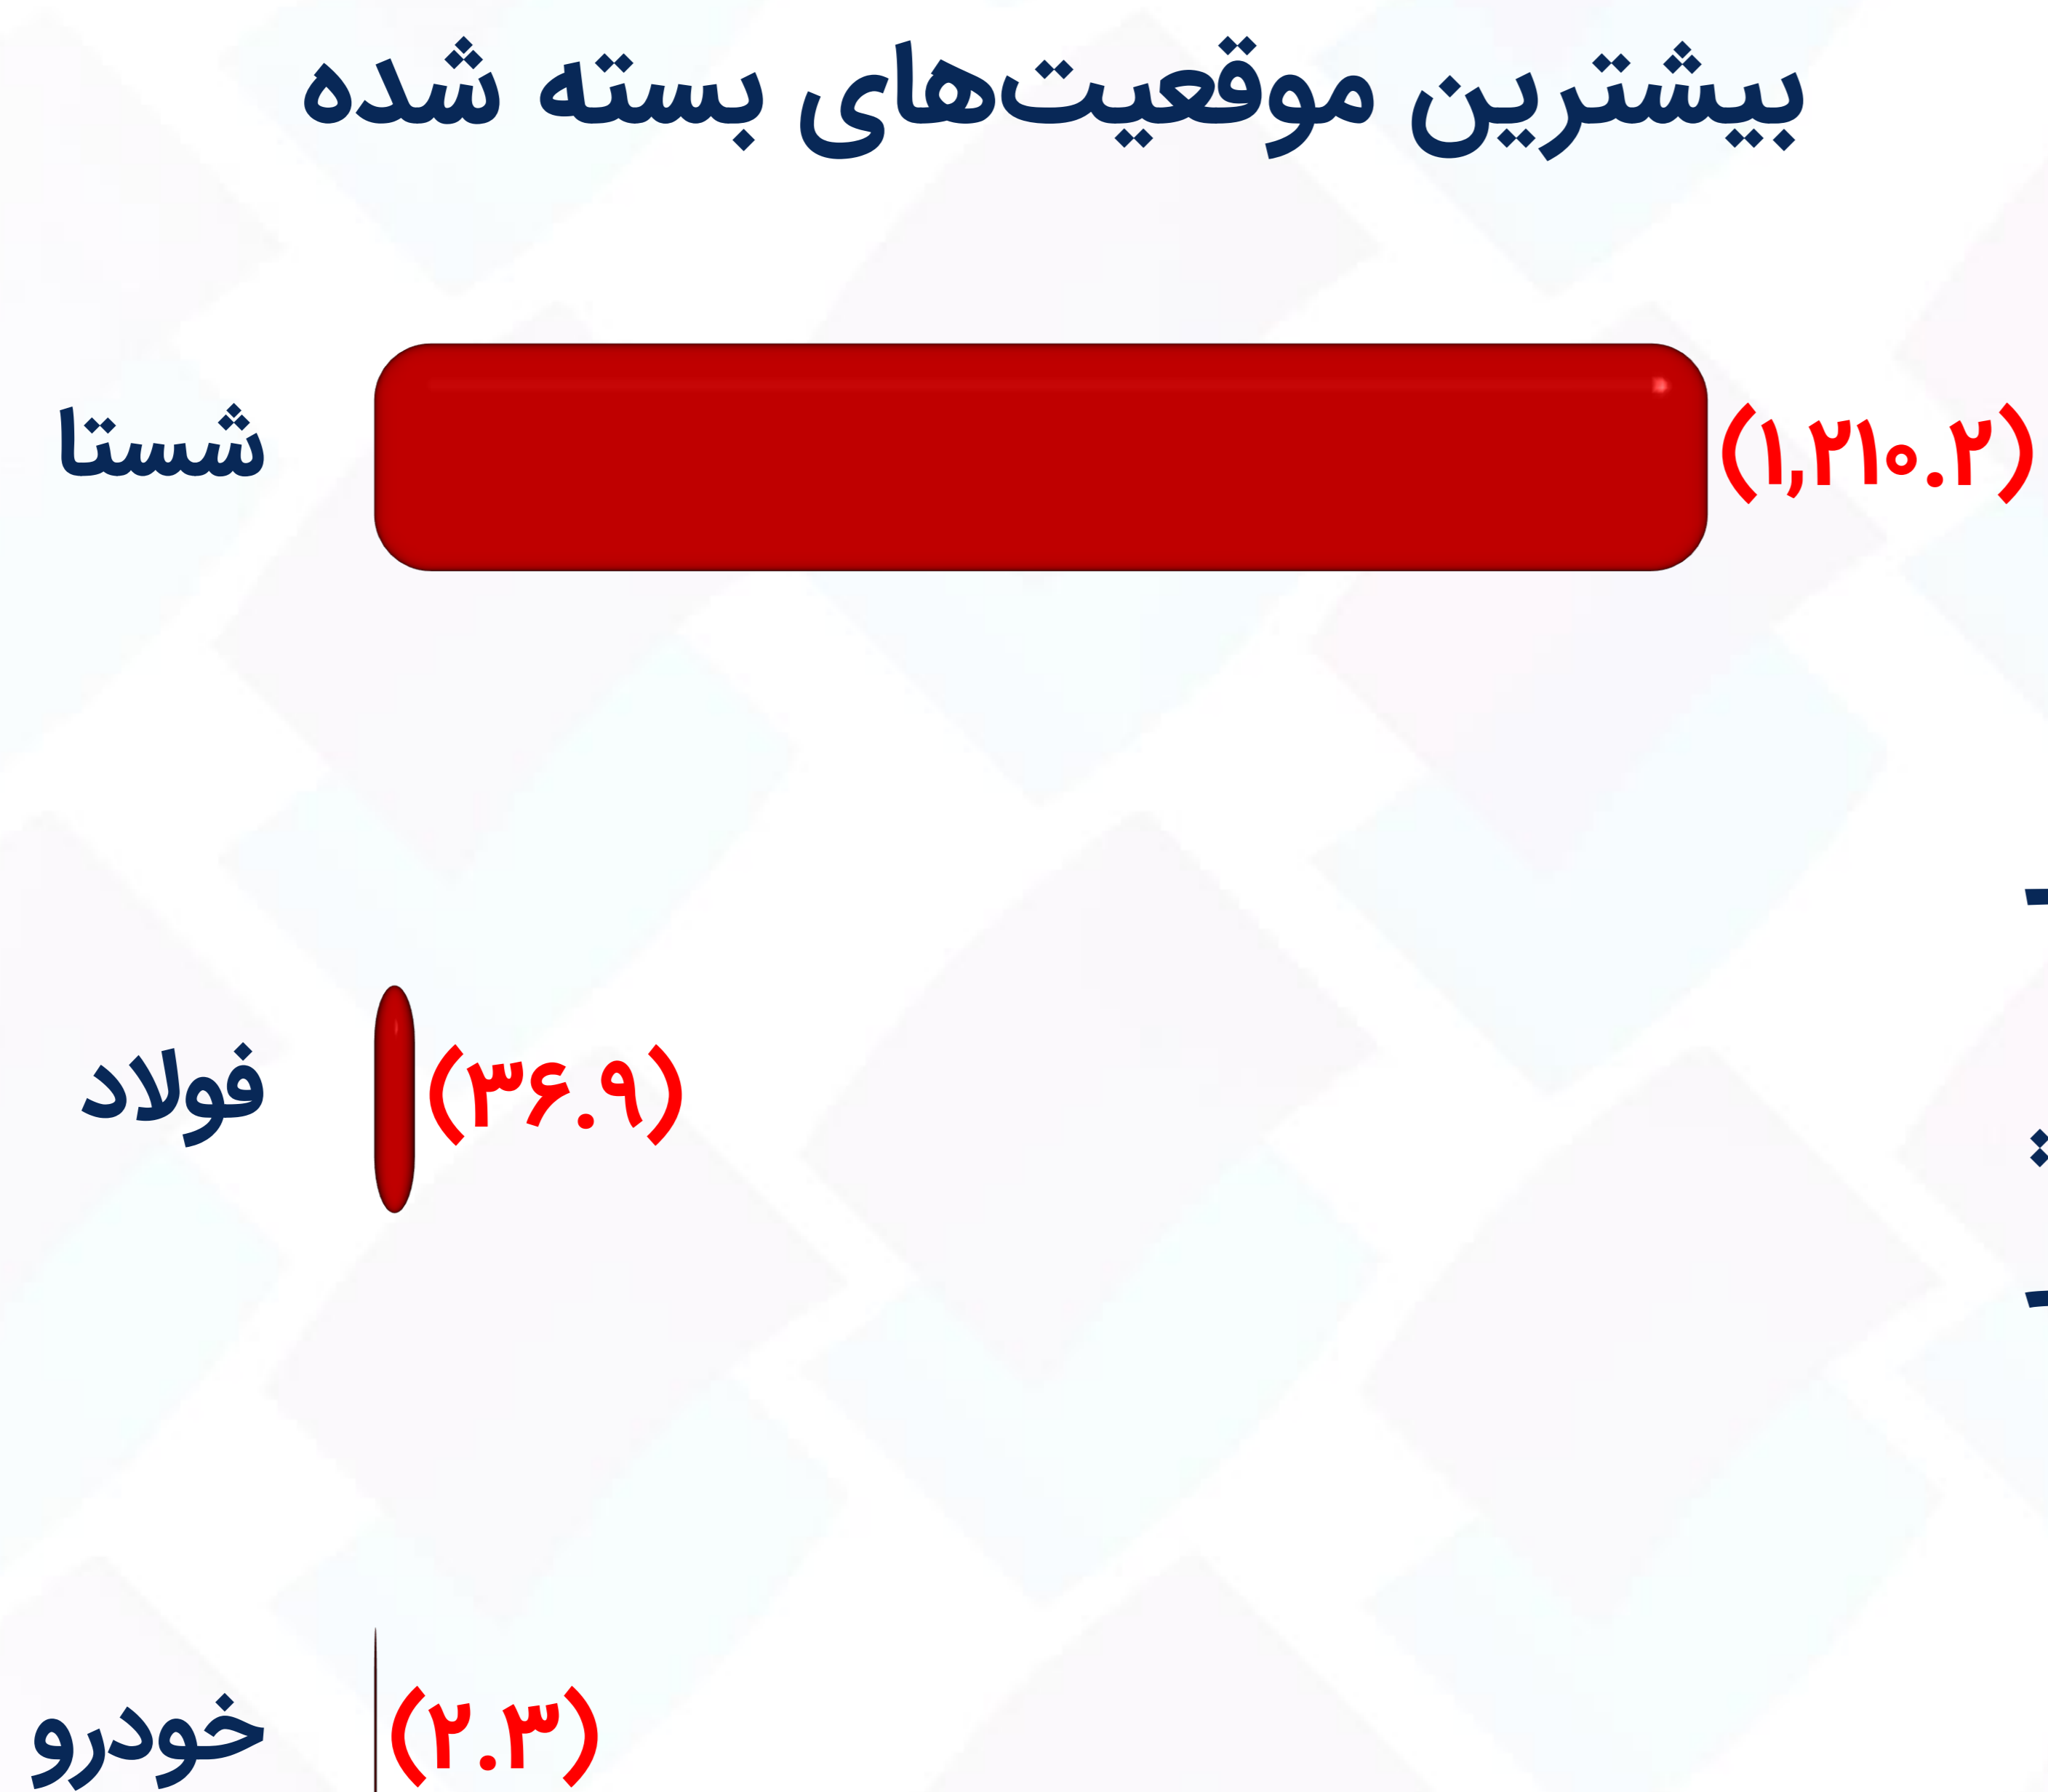 بیشترین موقعیت‌های بسته شده
شستا (۱,۲۱۰.۲)
فولاد (۳۶.۹)
خودرو (۲.۳)